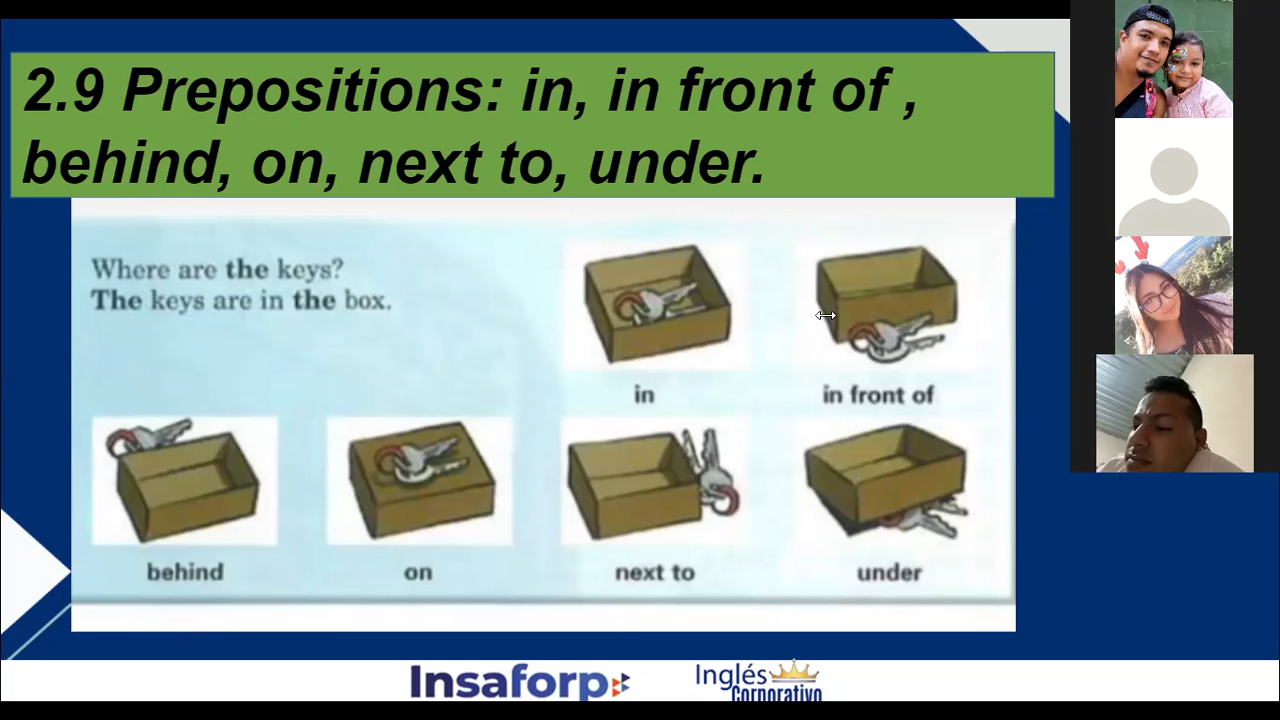 2.9 Prepositions: in, in front of ,
behind, on, next to, under.
Where are the keys?
The keys are in the box.
in
in front of
behind
on
next to
under
Insaforp
Inglés
Corporativo